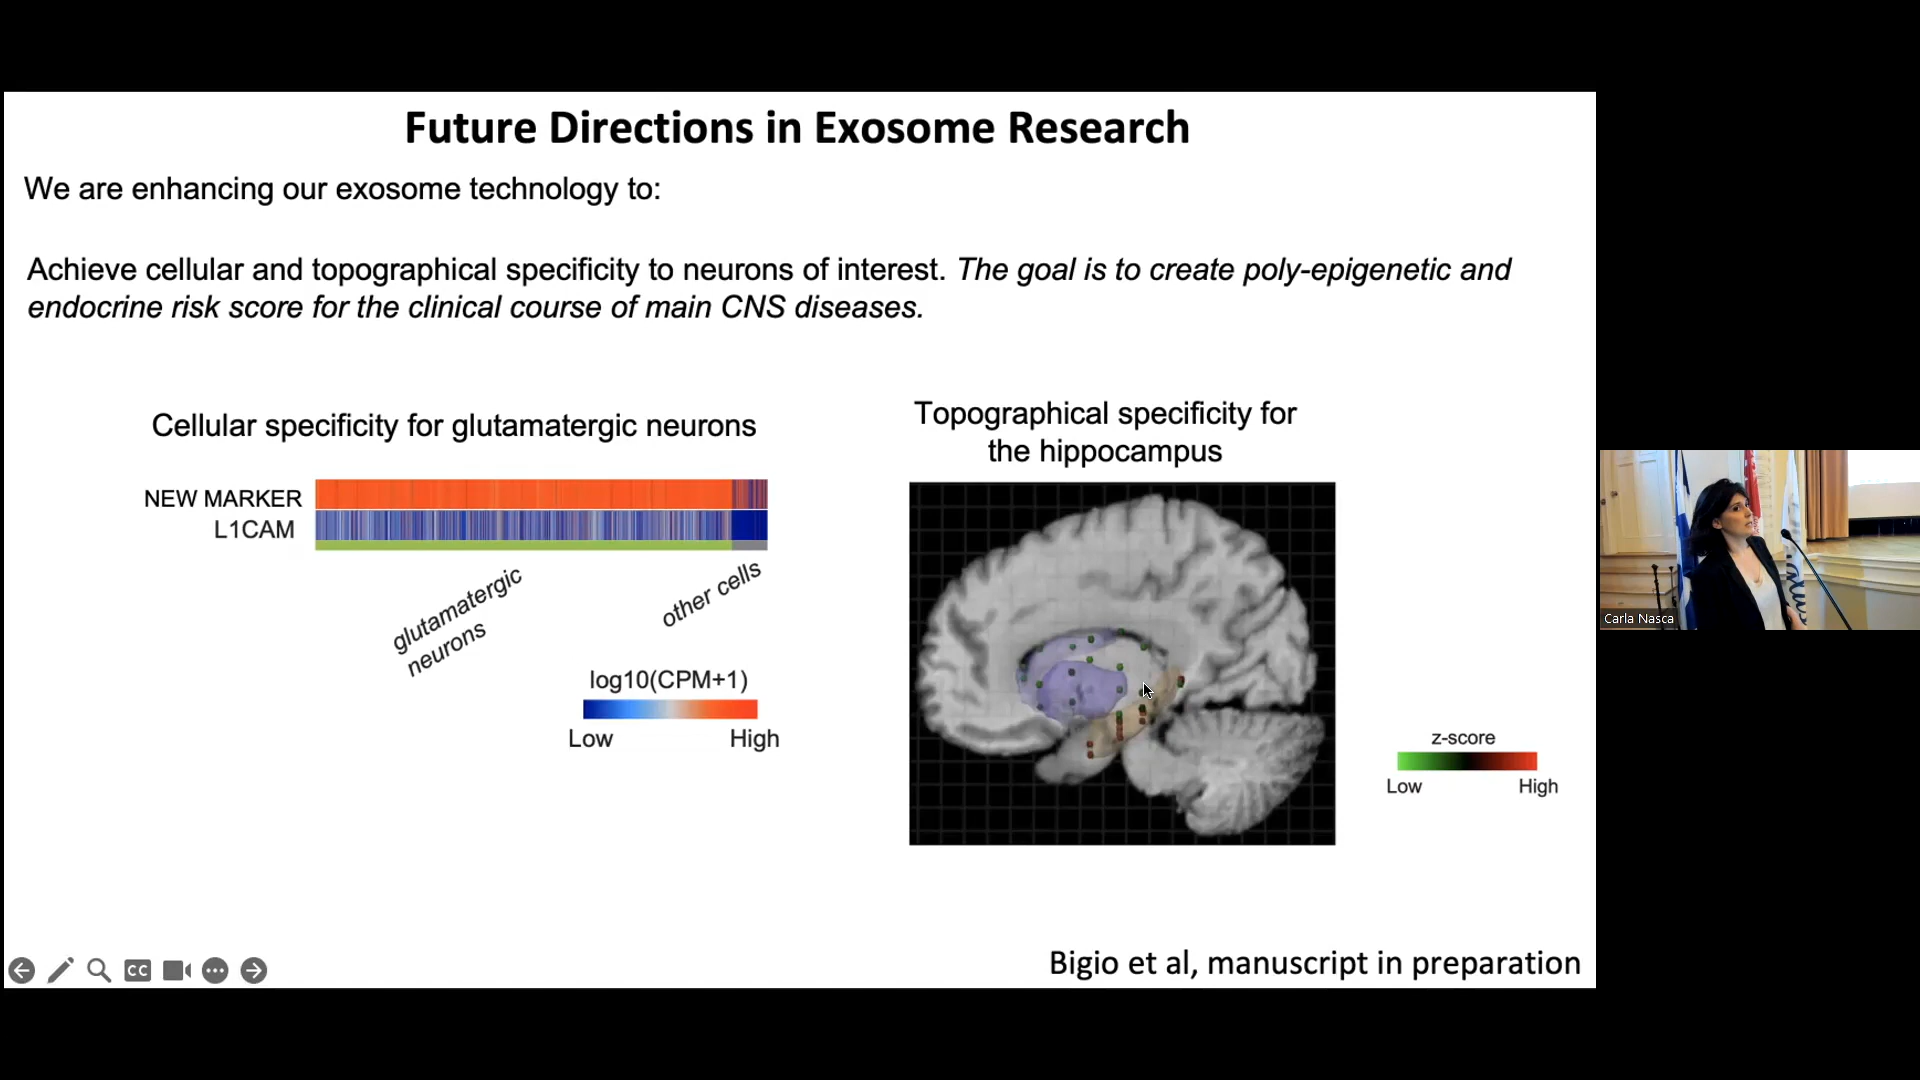 Future Directions in Exosome Research
We are enhancing our exosome technology to:
Achieve cellular and topographical specificity to neurons of interest. The goal is to create poly-epigenetic and
endocrine risk score for the clinical course of main CNS diseases.
Cellular specificity for glutamatergic neurons
NEW MARKER
L1CAM
glutamatergic
neurons
other cells
log10(CPM+1)
Low
High
Topographical specificity for
the hippocampus
z-score
Low
High
Bigio et al, manuscript in preparation
CC
Carla Nasca